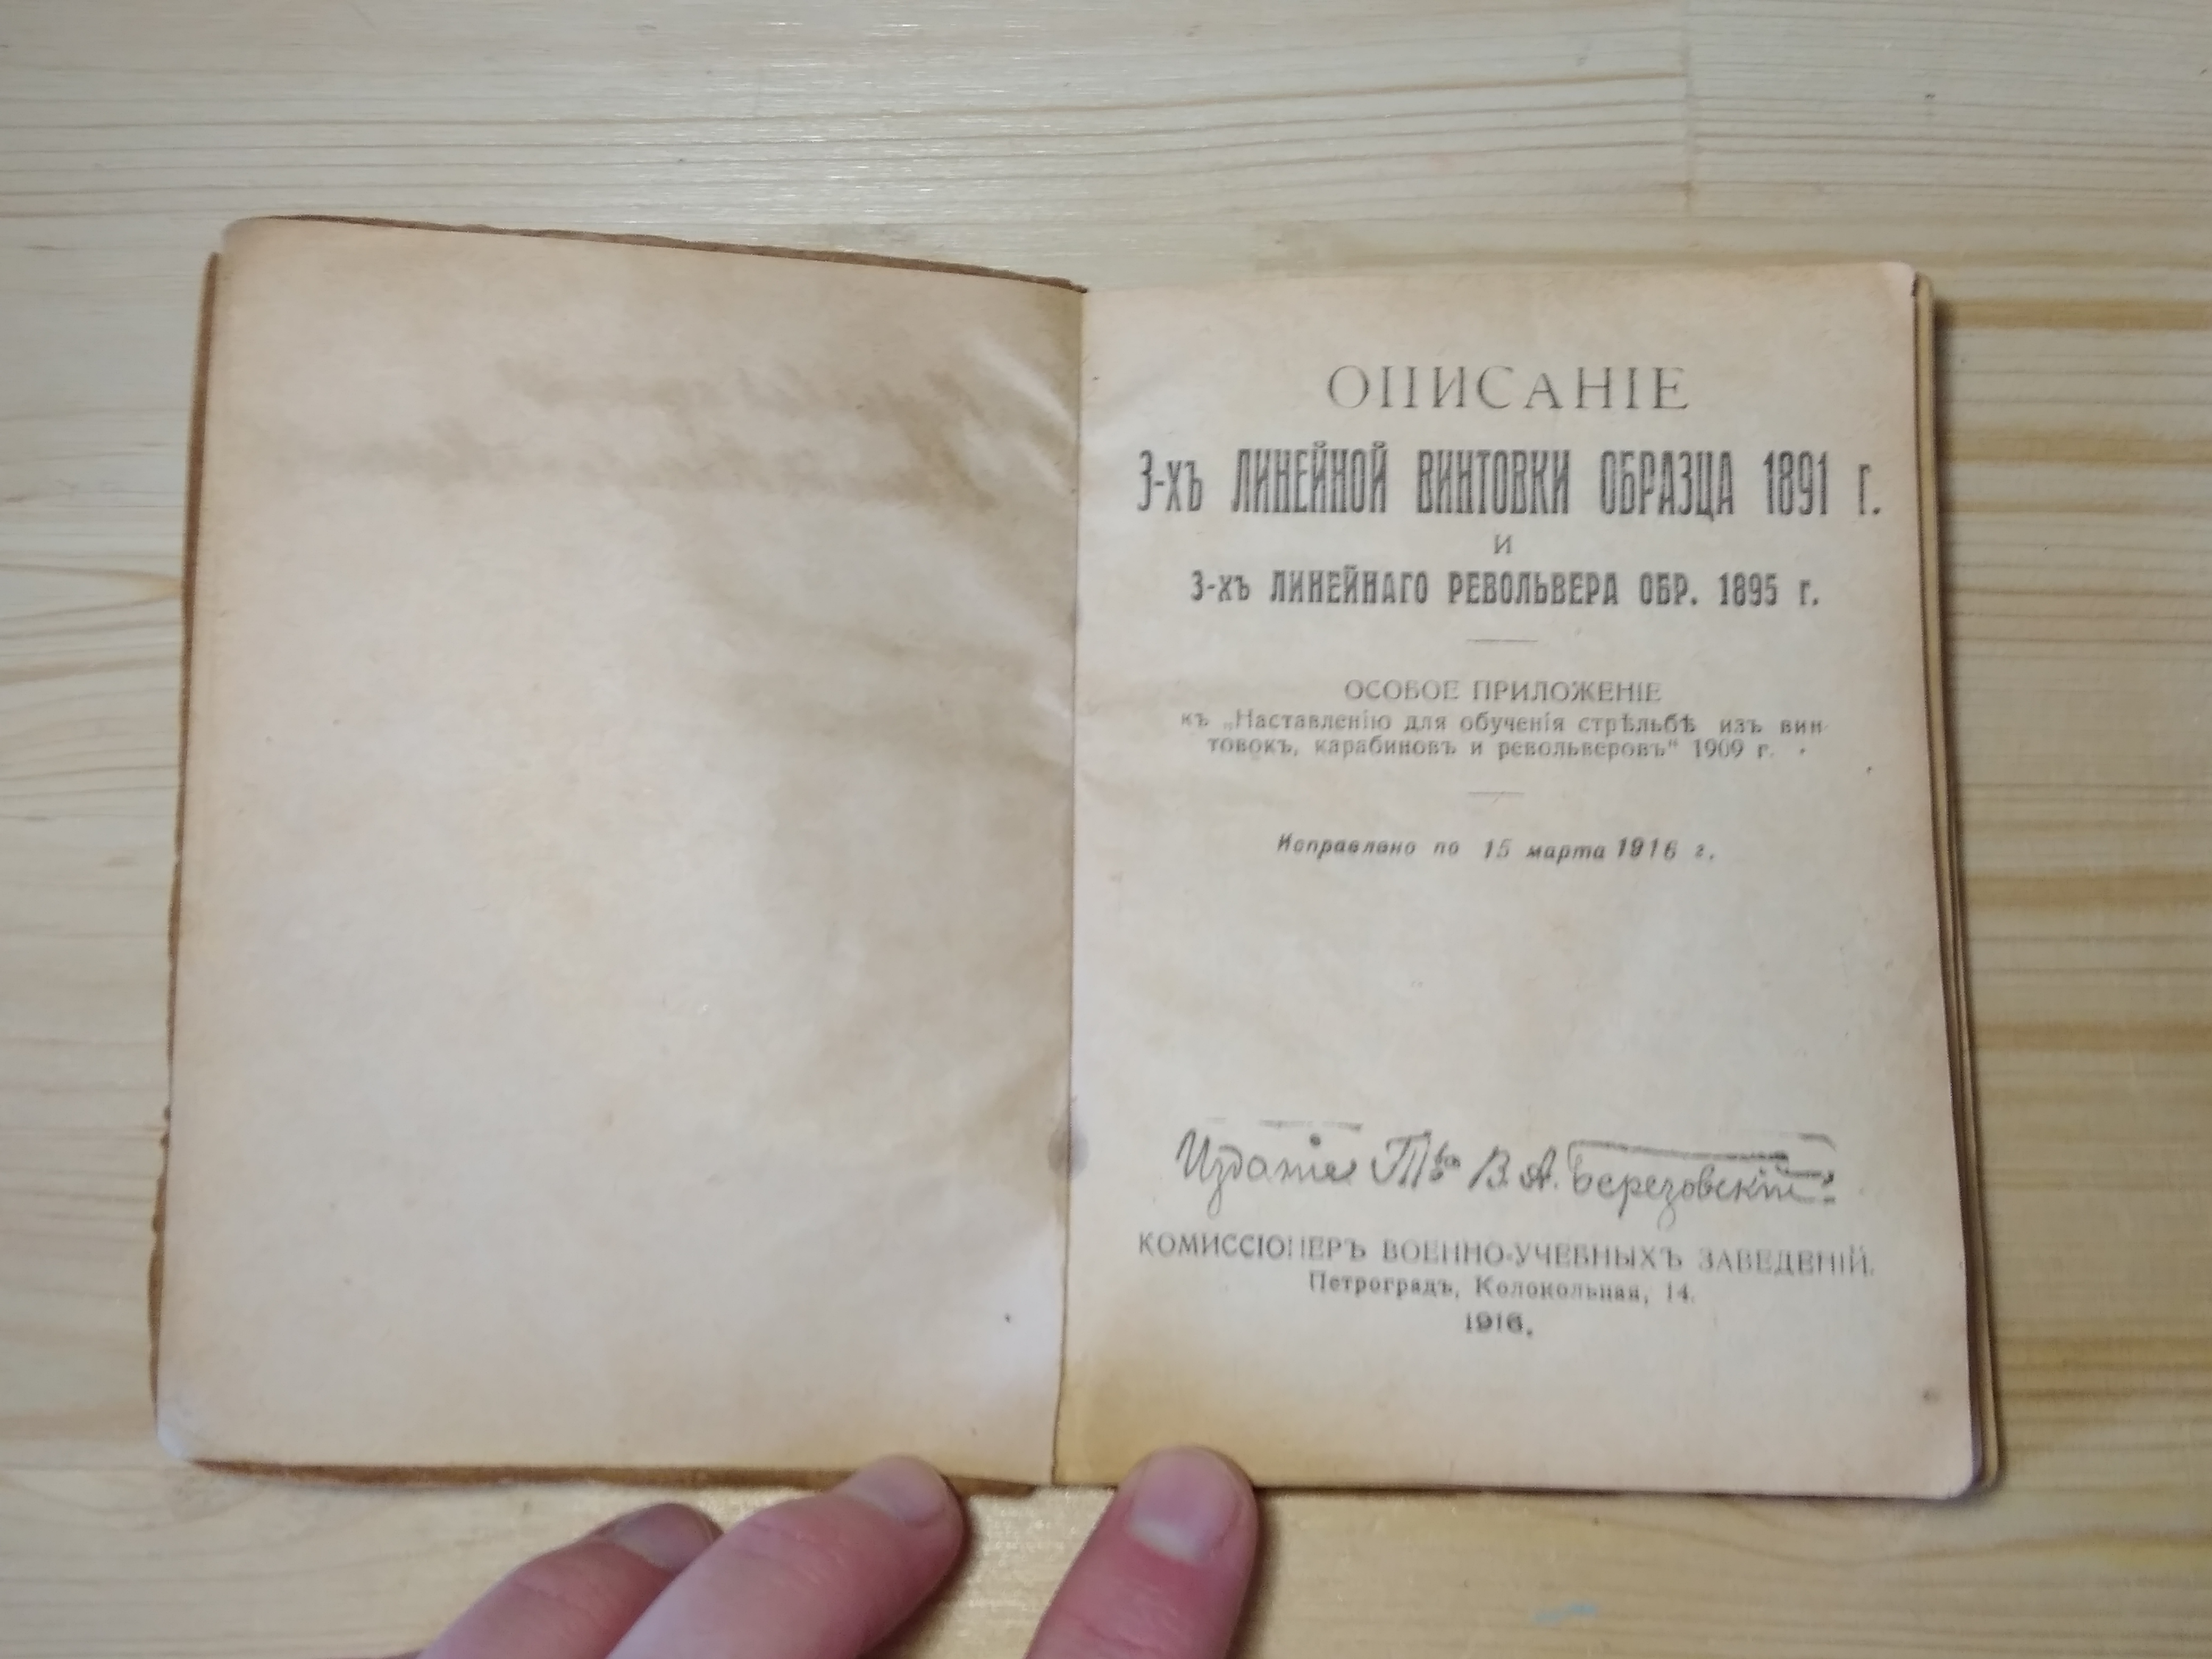 ОПИСАНІЕ
3-хъ ЛИНЕЙНОЙ ВИНТОВКИ ОБРАЗЦА 1891 г.
И
3-хъ ЛИНЕЙНАГО РЕВОЛЬВЕРА ОБР. 1895 г.
ОСОБОЕ ПРИЛОЖЕНІЕ
къ „Наставленію для обученія стрѣльбѣ изъ вин-
товокъ, карабиновъ и револьверовъ“ 1909 г.
Исправлено по 15 марта 1916 г.
Изданіе Т-ва В. А. Березовскій
КОМИССІОНЕРЪ ВОЕННО-УЧЕБНЫХЪ ЗАВЕДЕНІЙ.
Петроградъ, Колокольная, 14.
1916.